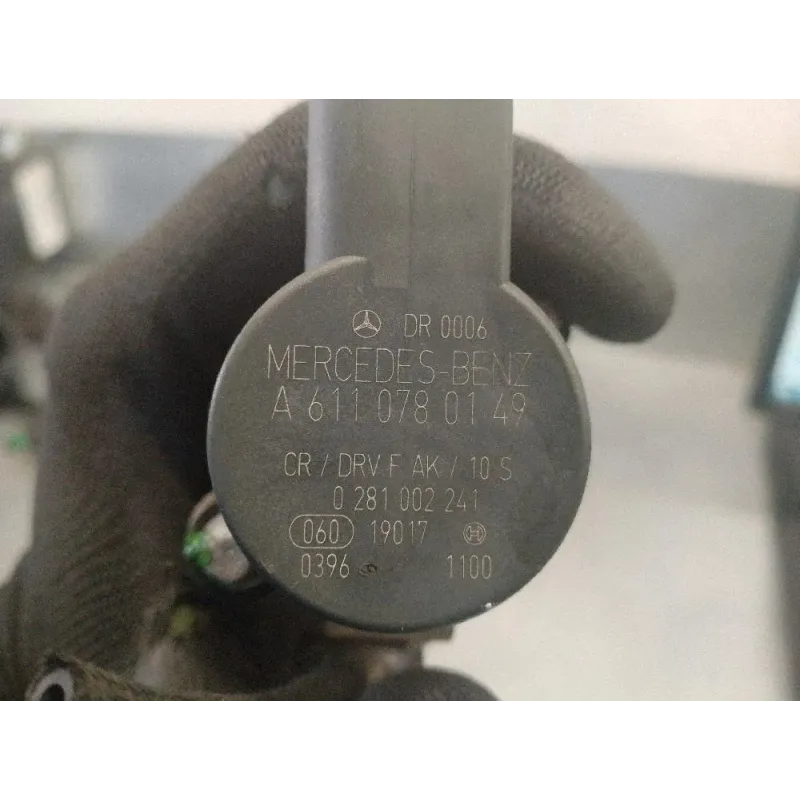 DR 0006
MERCEDES-BENZ
A 611 078 01 49
CR / DRV F AK / 10 S
0 281 002 241
060 19017
0396 1100